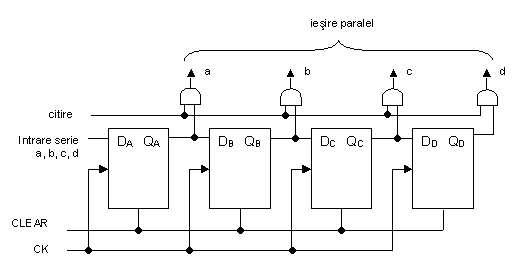 ieşire paralel
a b c d
citire
Intrare serie
a, b, c, d
DA QA DB QB DC QC DD QD
CLEAR
CK